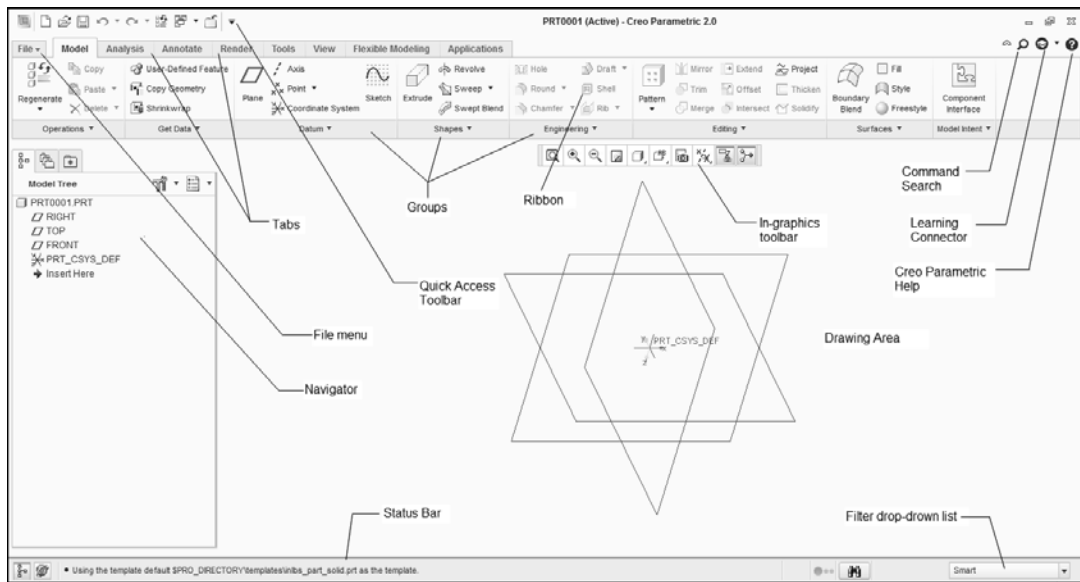 PRT0001 (Active) - Creo Parametric 2.0
File Model Analysis Annotate Render Tools View Flexible Modeling Applications
Regenerate
Copy
Paste
Delete
Operations
User-Defined Feature
Copy Geometry
Shrinkwrap
Get Data
Plane
Axis
Point
Coordinate System
Sketch
Datum
Extrude
Revolve
Sweep
Swept Blend
Shapes
Hole
Round
Chamfer
Draft
Shell
Rib
Engineering
Pattern
Mirror
Trim
Merge
Extend
Offset
Intersect
Project
Thicken
Solidify
Editing
Boundary
Blend
Fill
Style
Freestyle
Surfaces
Component
Interface
Model Intent
Model Tree
PRT0001.PRT
RIGHT
TOP
FRONT
PRT_CSYS_DEF
Insert Here
Tabs
Groups
Ribbon
In-graphics
toolbar
Command
Search
Learning
Connector
Creo Parametric
Help
Quick Access
Toolbar
File menu
Navigator
PRT_CSYS_DEF
X
Y
Z
Drawing Area
Status Bar
Filter drop-drown list
Using the template default $PRO_DIRECTORY\templates\inlbs_part_solid.prt as the template.
Smart